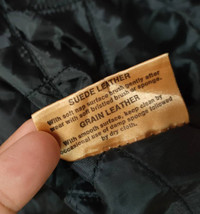 SUEDE LEATHER
With soft nap surface brush gently after
wear with soft bristled brush or sponge.
GRAIN LEATHER
With smooth surface, keep clean by
occasional use of damp sponge followed
by dry cloth.